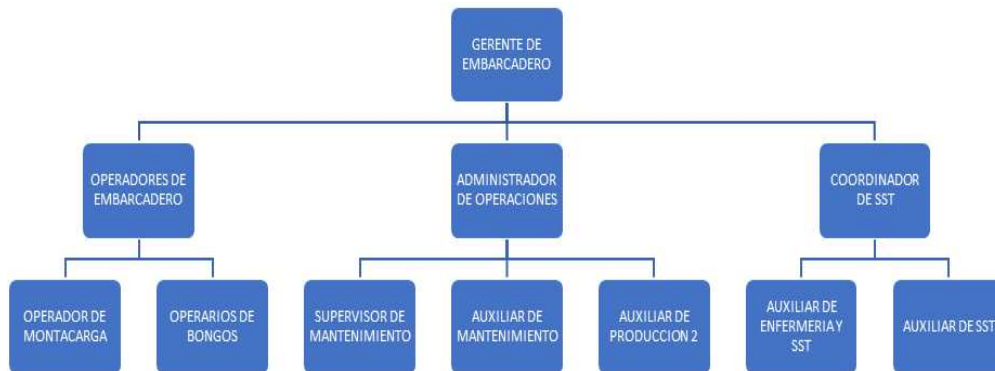 GERENTE DE
EMBARCADERO
OPERADORES DE
EMBARCADERO
ADMINISTRADOR
DE OPERACIONES
COORDINADOR
DE SST
OPERADOR DE
MONTACARGA
OPERARIOS DE
BONGOS
SUPERVISOR DE
MANTENIMIENTO
AUXILIAR DE
MANTENIMIENTO
AUXILIAR DE
PRODUCCION 2
AUXILIAR DE
ENFERMERIA Y
SST
AUXILIAR DE SST